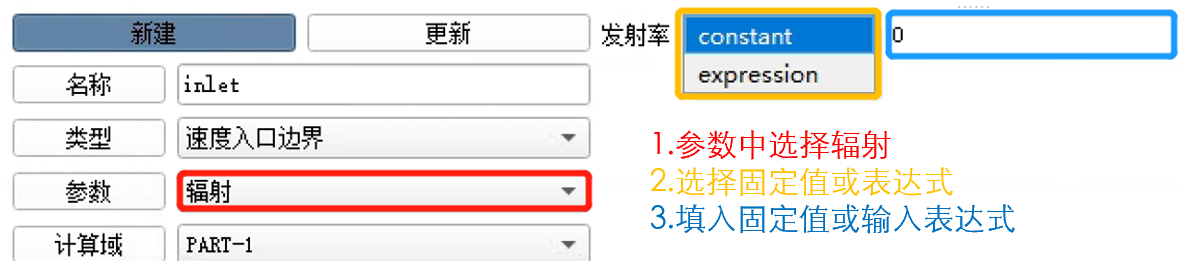 新建 更新 发射率 constant 0
expression
名称 inlet
类型 速度入口边界
1.参数中选择辐射
参数 辐射
2.选择固定值或表达式
3.填入固定值或输入表达式
计算域 PART-1